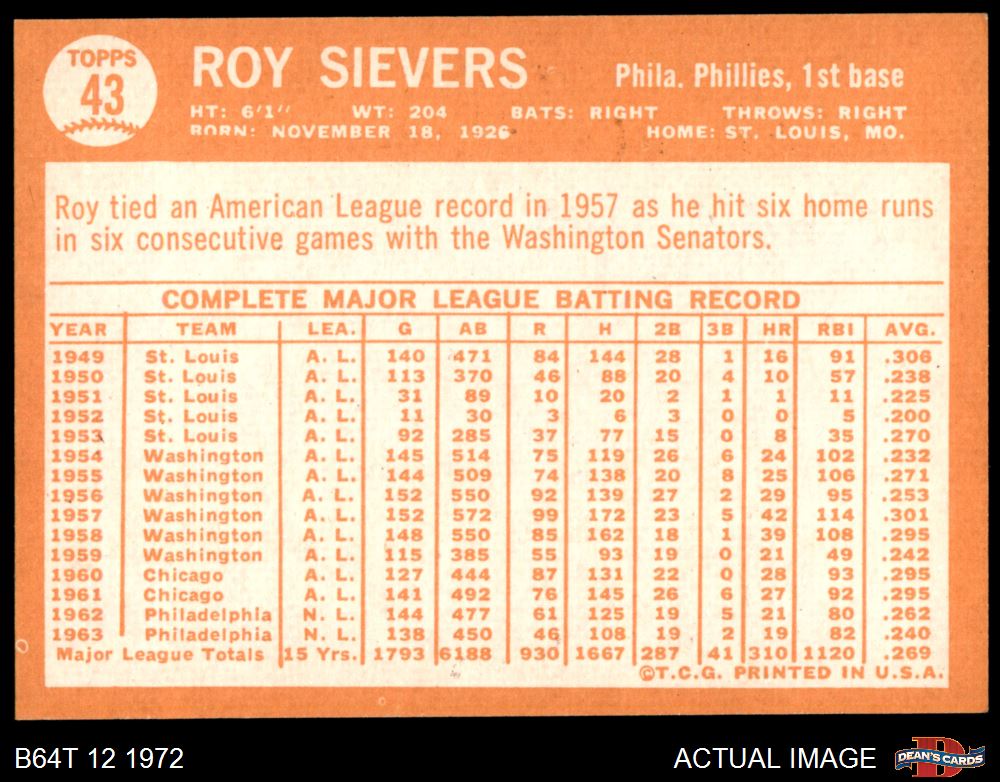 TOPPS
43
ROY SIEVERS
Phila. Phillies, 1st base
HT: 6'1" WT: 204 BATS: RIGHT THROWS: RIGHT
BORN: NOVEMBER 18, 1926 HOME: ST. LOUIS, MO.
Roy tied an American League record in 1957 as he hit six home runs
in six consecutive games with the Washington Senators.
COMPLETE MAJOR LEAGUE BATTING RECORD
YEAR TEAM LEA. G AB R H 2B 3B HR RBI AVG.
1949 St. Louis A. L. 140 471 84 144 28 1 16 91 .306
1950 St. Louis A. L. 113 370 46 88 20 4 10 57 .238
1951 St. Louis A. L. 31 89 10 20 2 1 1 11 .225
1952 St. Louis A. L. 11 30 3 6 3 0 0 5 .200
1953 St. Louis A. L. 92 285 37 77 15 0 8 35 .270
1954 Washington A. L. 145 514 75 119 26 6 24 102 .232
1955 Washington A. L. 144 509 74 138 20 8 25 106 .271
1956 Washington A. L. 152 550 92 139 27 2 29 95 .253
1957 Washington A. L. 152 572 99 172 23 5 42 114 .301
1958 Washington A. L. 148 550 85 162 18 1 39 108 .295
1959 Washington A. L. 115 385 55 93 19 0 21 49 .242
1960 Chicago A. L. 127 444 87 131 22 0 28 93 .295
1961 Chicago A. L. 141 492 76 145 26 6 27 92 .295
1962 Philadelphia N. L. 144 477 61 125 19 5 21 80 .262
1963 Philadelphia N. L. 138 450 46 108 19 2 19 82 .240
Major League Totals 15 Yrs. 1793 6188 930 1667 287 41 310 1120 .269
©T.C.G. PRINTED IN U.S.A.
B64T 12 1972
ACTUAL IMAGE
D
DEAN'S CARDS